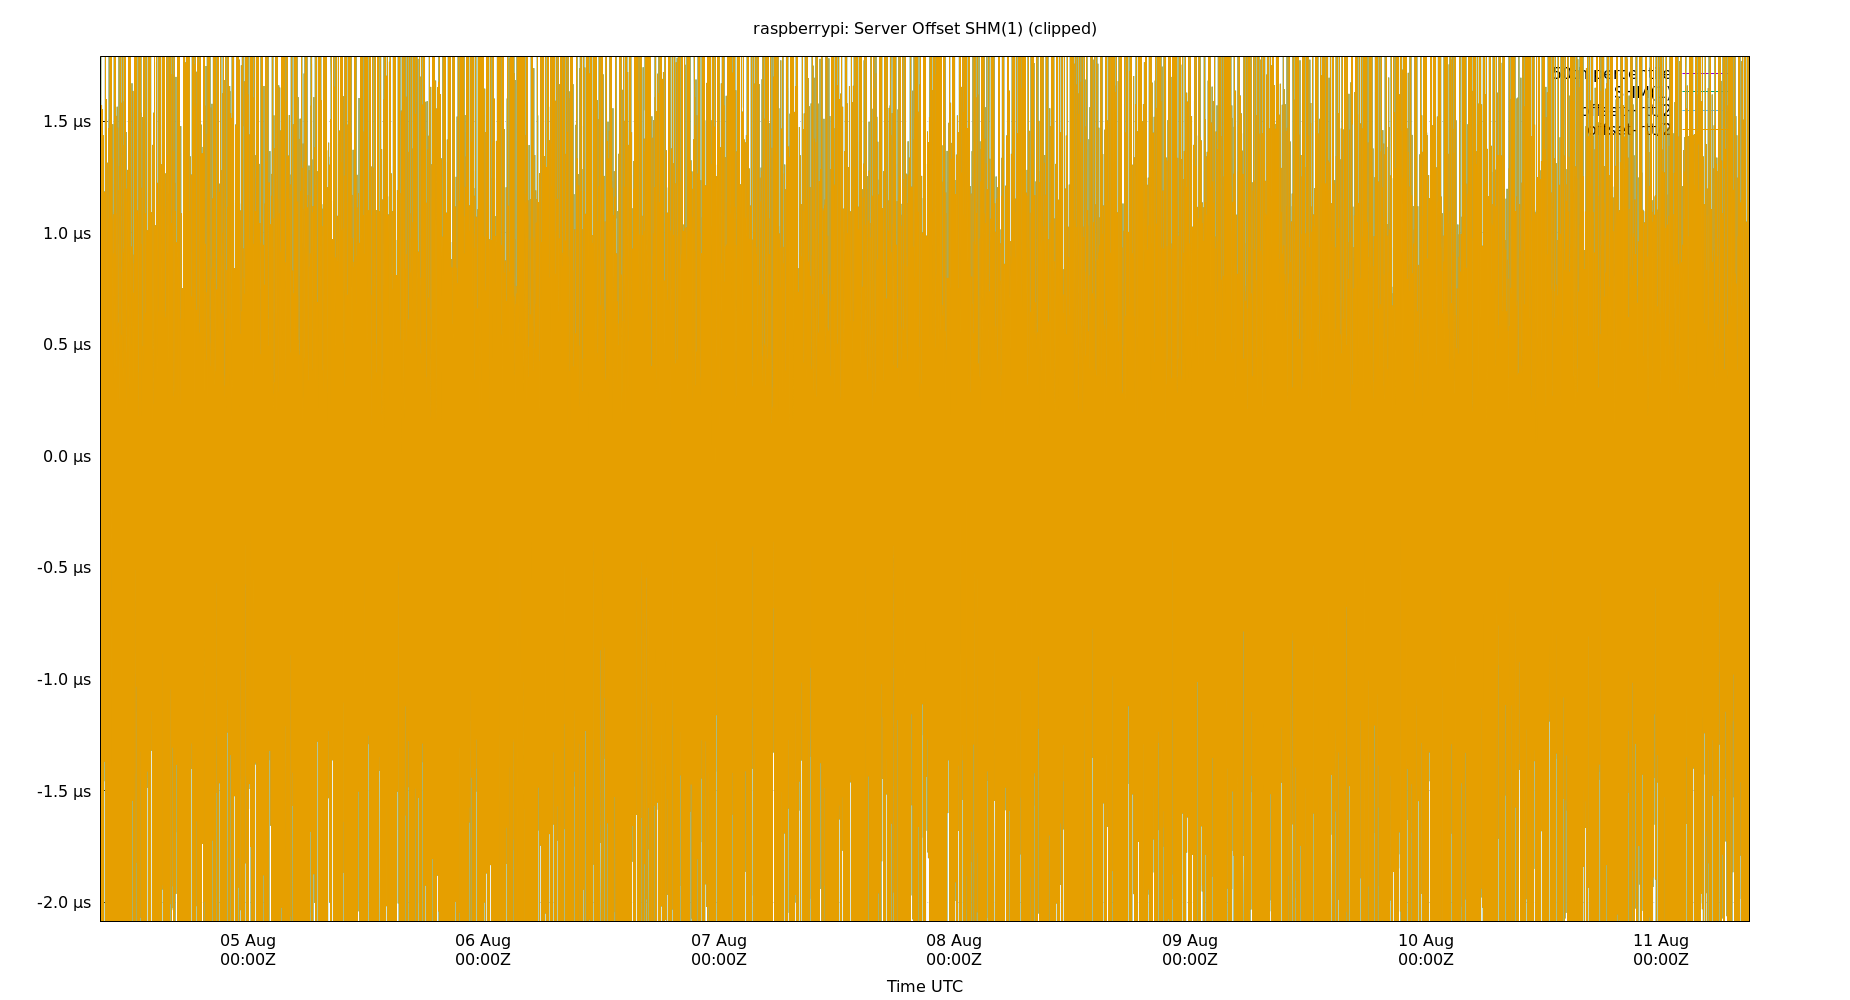 raspberrypi: Server Offset SHM(1) (clipped)
SHM(1)
1.5 µs
1.0 µs
0.5 µs
0.0 µs
-0.5 µs
-1.0 µs
-1.5 µs
-2.0 µs
05 Aug 06 Aug 07 Aug 08 Aug 09 Aug 10 Aug 11 Aug
00:00Z 00:00Z 00:00Z 00:00Z 00:00Z 00:00Z 00:00Z
Time UTC